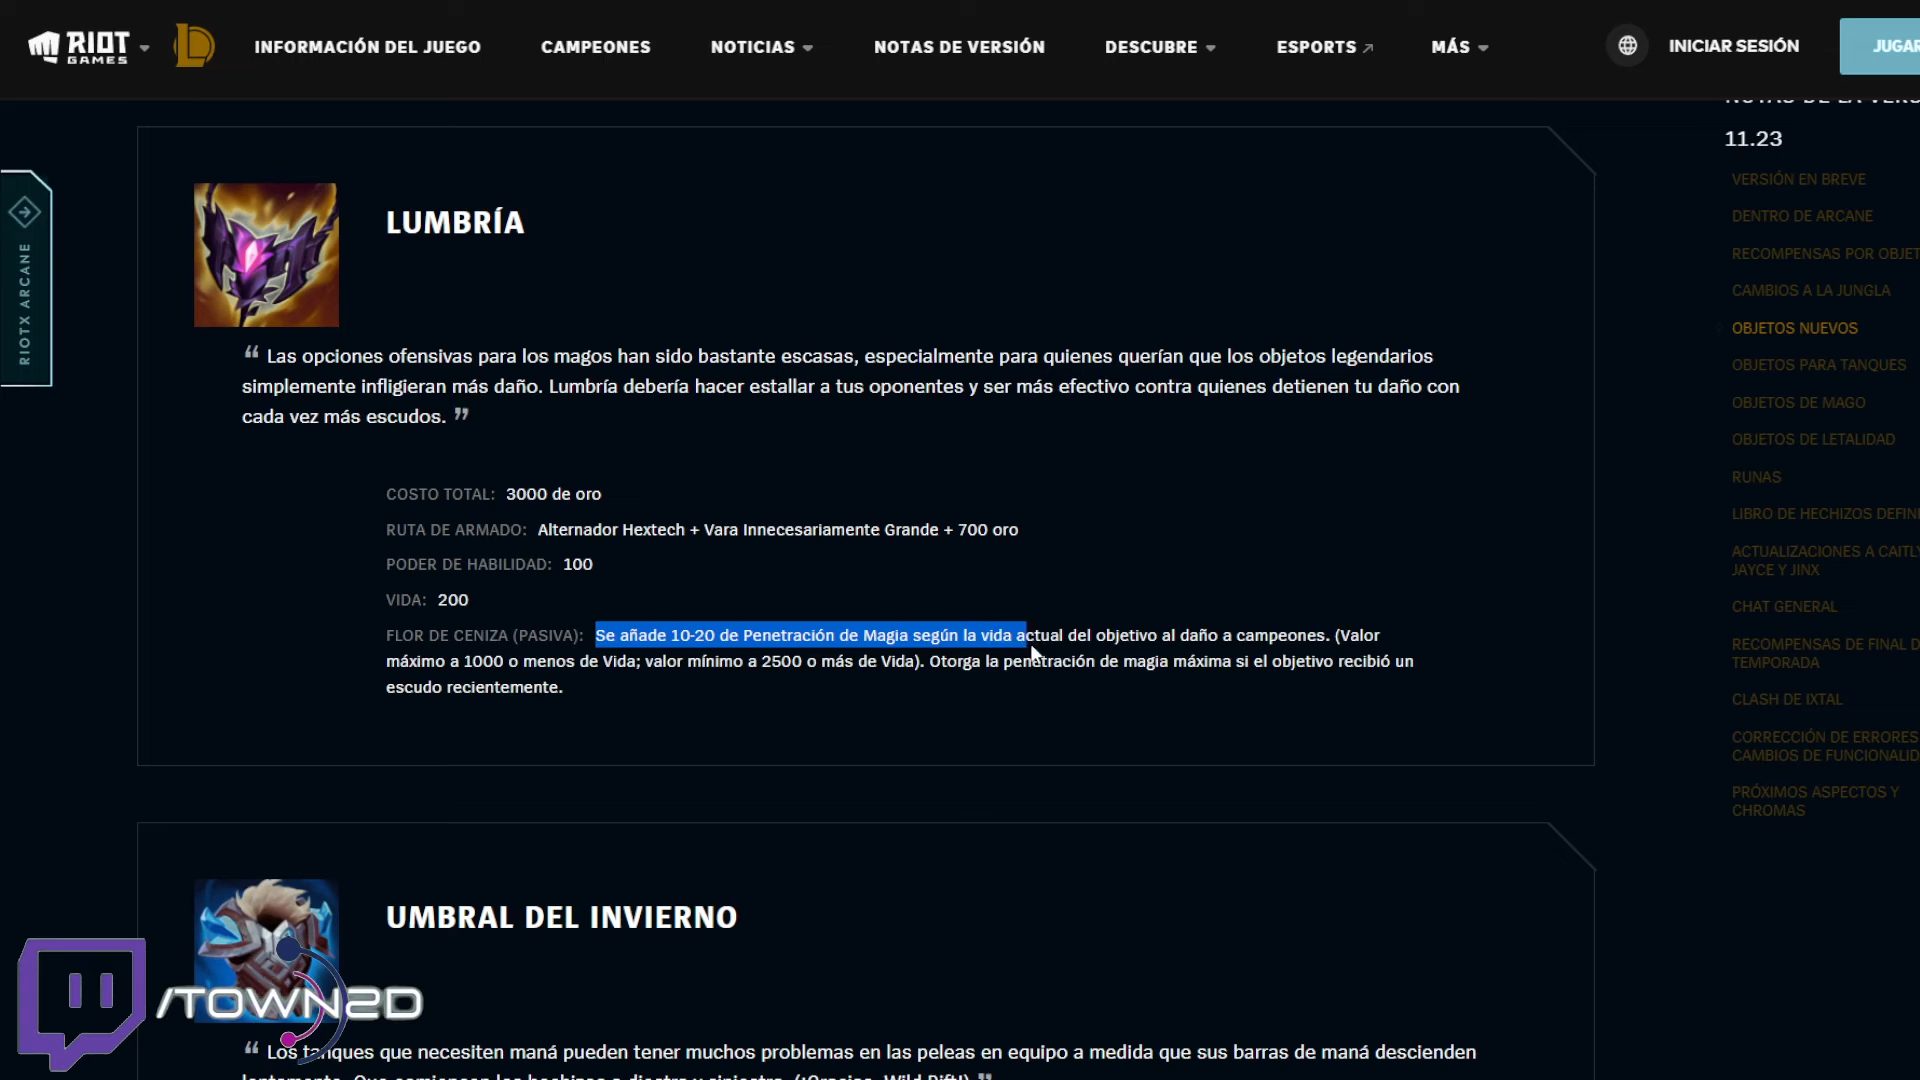 RIOT GAMES
INFORMACIÓN DEL JUEGO
CAMPEONES
NOTICIAS
NOTAS DE VERSIÓN
DESCUBRE
ESPORTS
MÁS
INICIAR SESIÓN
JUGAR
RIOTX ARCANE
LUMBRÍA
“ Las opciones ofensivas para los magos han sido bastante escasas, especialmente para quienes querían que los objetos legendarios
simplemente infligieran más daño. Lumbría debería hacer estallar a tus oponentes y ser más efectivo contra quienes detienen tu daño con
cada vez más escudos. ”
COSTO TOTAL: 3000 de oro
RUTA DE ARMADO: Alternador Hextech + Vara Innecesariamente Grande + 700 oro
PODER DE HABILIDAD: 100
VIDA: 200
FLOR DE CENIZA (PASIVA): Se añade 10-20 de Penetración de Magia según la vida actual del objetivo al daño a campeones. (Valor
máximo a 1000 o menos de Vida; valor mínimo a 2500 o más de Vida). Otorga la penetración de magia máxima si el objetivo recibió un
escudo recientemente.
UMBRAL DEL INVIERNO
“ Los tanques que necesiten maná pueden tener muchos problemas en las peleas en equipo a medida que sus barras de maná descienden
/TOWN2D
NOTAS DE LA VERS
11.23
VERSIÓN EN BREVE
DENTRO DE ARCANE
RECOMPENSAS POR OBJET
CAMBIOS A LA JUNGLA
OBJETOS NUEVOS
OBJETOS PARA TANQUES
OBJETOS DE MAGO
OBJETOS DE LETALIDAD
RUNAS
LIBRO DE HECHIZOS DEFINI
ACTUALIZACIONES A CAITLY
JAYCE Y JINX
CHAT GENERAL
RECOMPENSAS DE FINAL D
TEMPORADA
CLASH DE IXTAL
CORRECCIÓN DE ERRORES
CAMBIOS DE FUNCIONALID
PRÓXIMOS ASPECTOS Y
CHROMAS